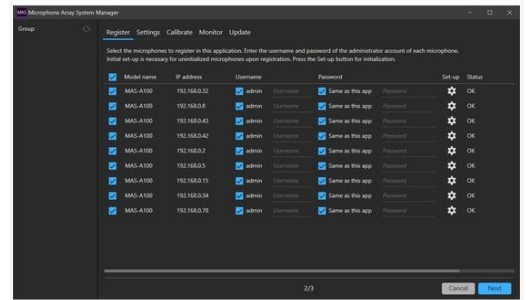 MAS Microphone Array System Manager
Group
Register Settings Calibrate Monitor Update
Select the microphones to register in this application. Enter the username and password of the administrator account of each microphone.
Initial set-up is necessary for uninitialized microphones upon registration. Press the Set-up button for initialization.
Model name IP address Username Password Set-up Status
MAS-A100 192.168.0.32 admin Username Same as this app Password OK
MAS-A100 192.168.0.8 admin Username Same as this app Password OK
MAS-A100 192.168.0.43 admin Username Same as this app Password OK
MAS-A100 192.168.0.42 admin Username Same as this app Password OK
MAS-A100 192.168.0.2 admin Username Same as this app Password OK
MAS-A100 192.168.0.5 admin Username Same as this app Password OK
MAS-A100 192.168.0.15 admin Username Same as this app Password OK
MAS-A100 192.168.0.34 admin Username Same as this app Password OK
MAS-A100 192.168.0.78 admin Username Same as this app Password OK
2/3
Cancel Next